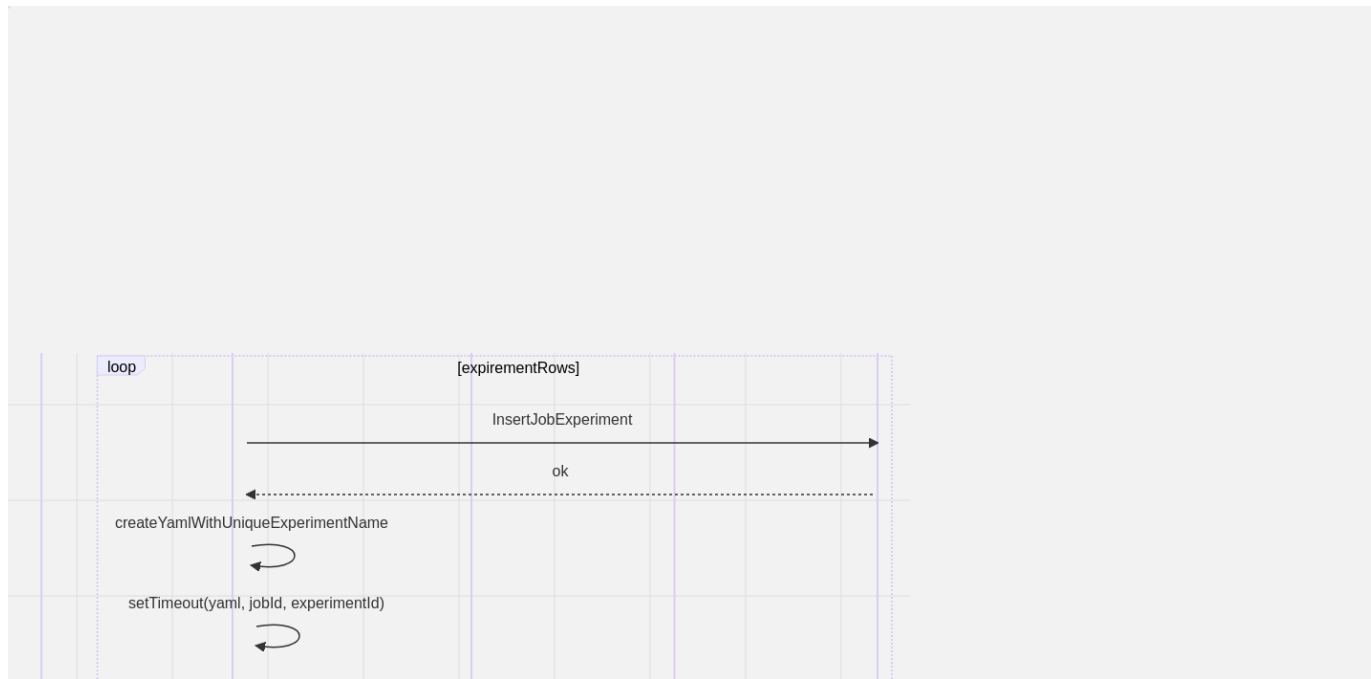 loop
[expirementRows]
InsertJobExperiment
ok
createYamlWithUniqueExperimentName
setTimeout(yaml, jobId, experimentId)